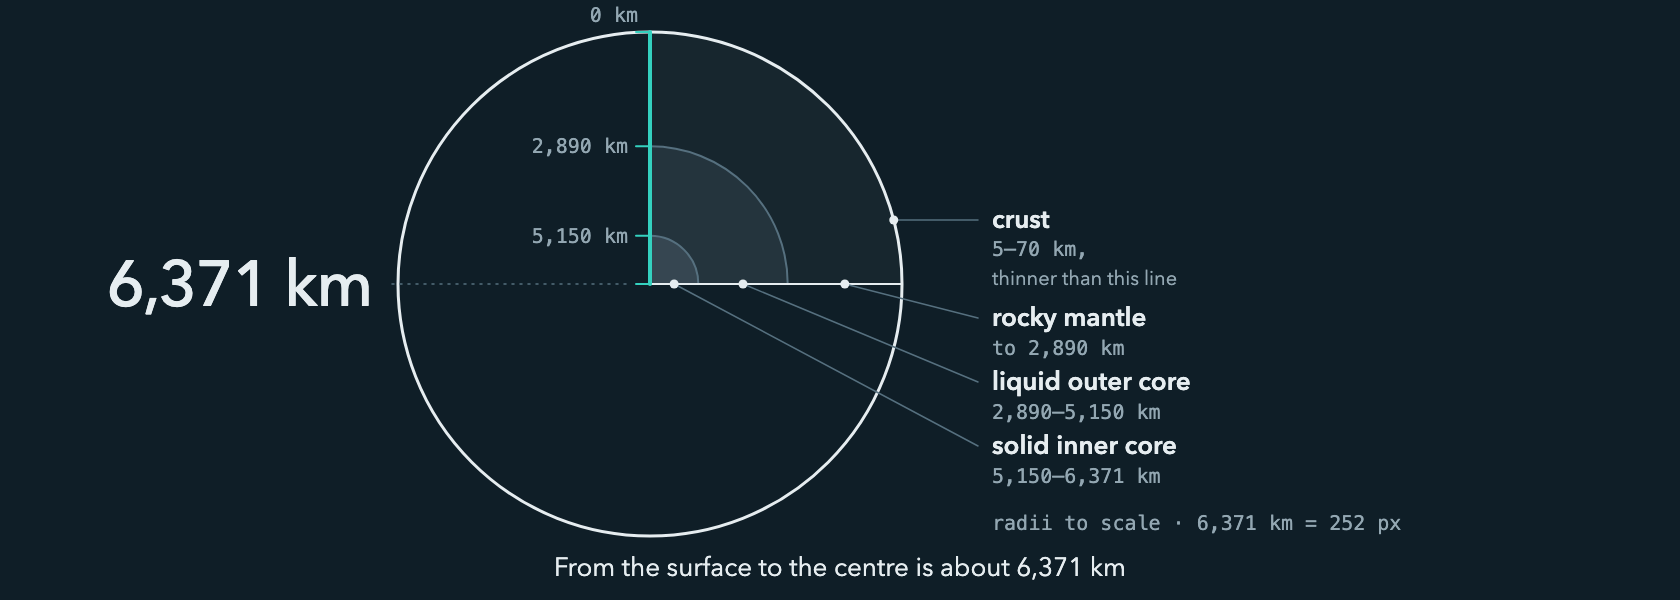 0 km
2,890 km
5,150 km
6,371 km
crust
5–70 km,
thinner than this line
rocky mantle
to 2,890 km
liquid outer core
2,890–5,150 km
solid inner core
5,150–6,371 km
radii to scale · 6,371 km = 252 px
From the surface to the centre is about 6,371 km